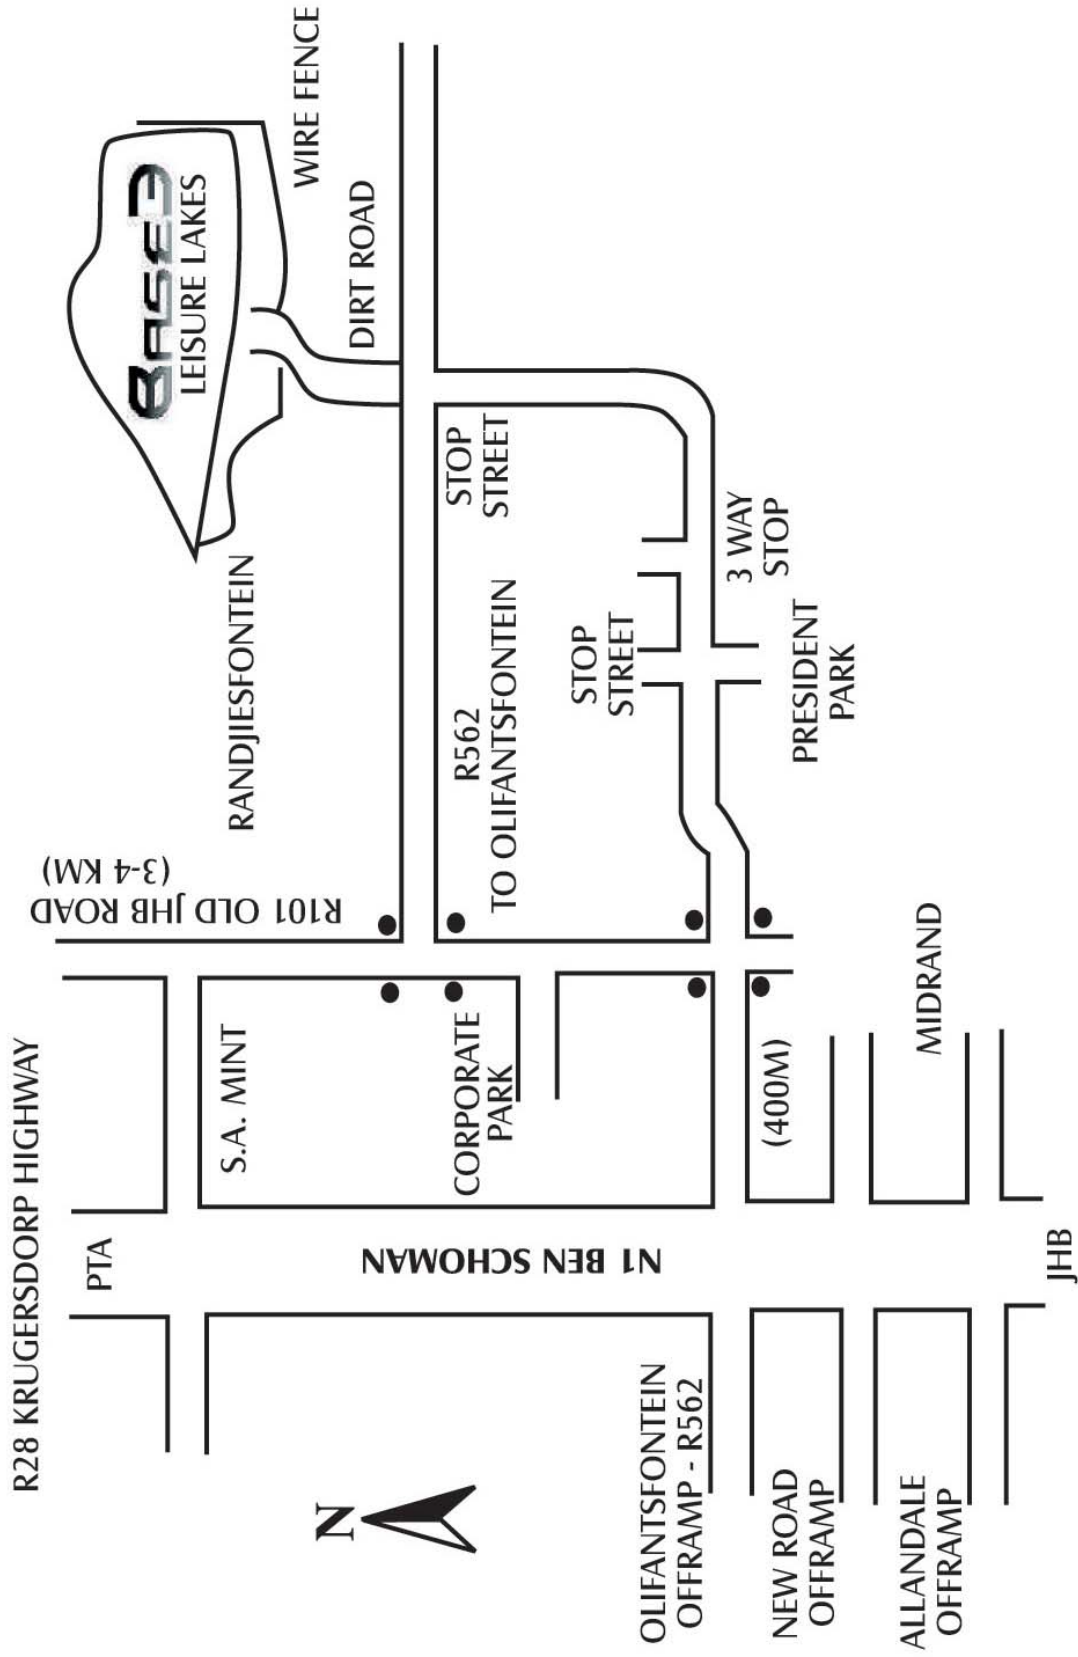 R28 KRUGERSDORP HIGHWAY
PTA
N1 BEN SCHOMAN
JHB
N
OLIFANTSFONTEIN
OFFRAMP - R562
NEW ROAD
OFFRAMP
ALLANDALE
OFFRAMP
S.A. MINT
CORPORATE
PARK
(400M)
MIDRAND
R101 OLD JHB ROAD
(3-4 KM)
RANDJIESFONTEIN
R562
TO OLIFANTSFONTEIN
STOP
STREET
PRESIDENT
PARK
3 WAY
STOP
STOP
STREET
DIRT ROAD
WIRE FENCE
BASE3
LEISURE LAKES